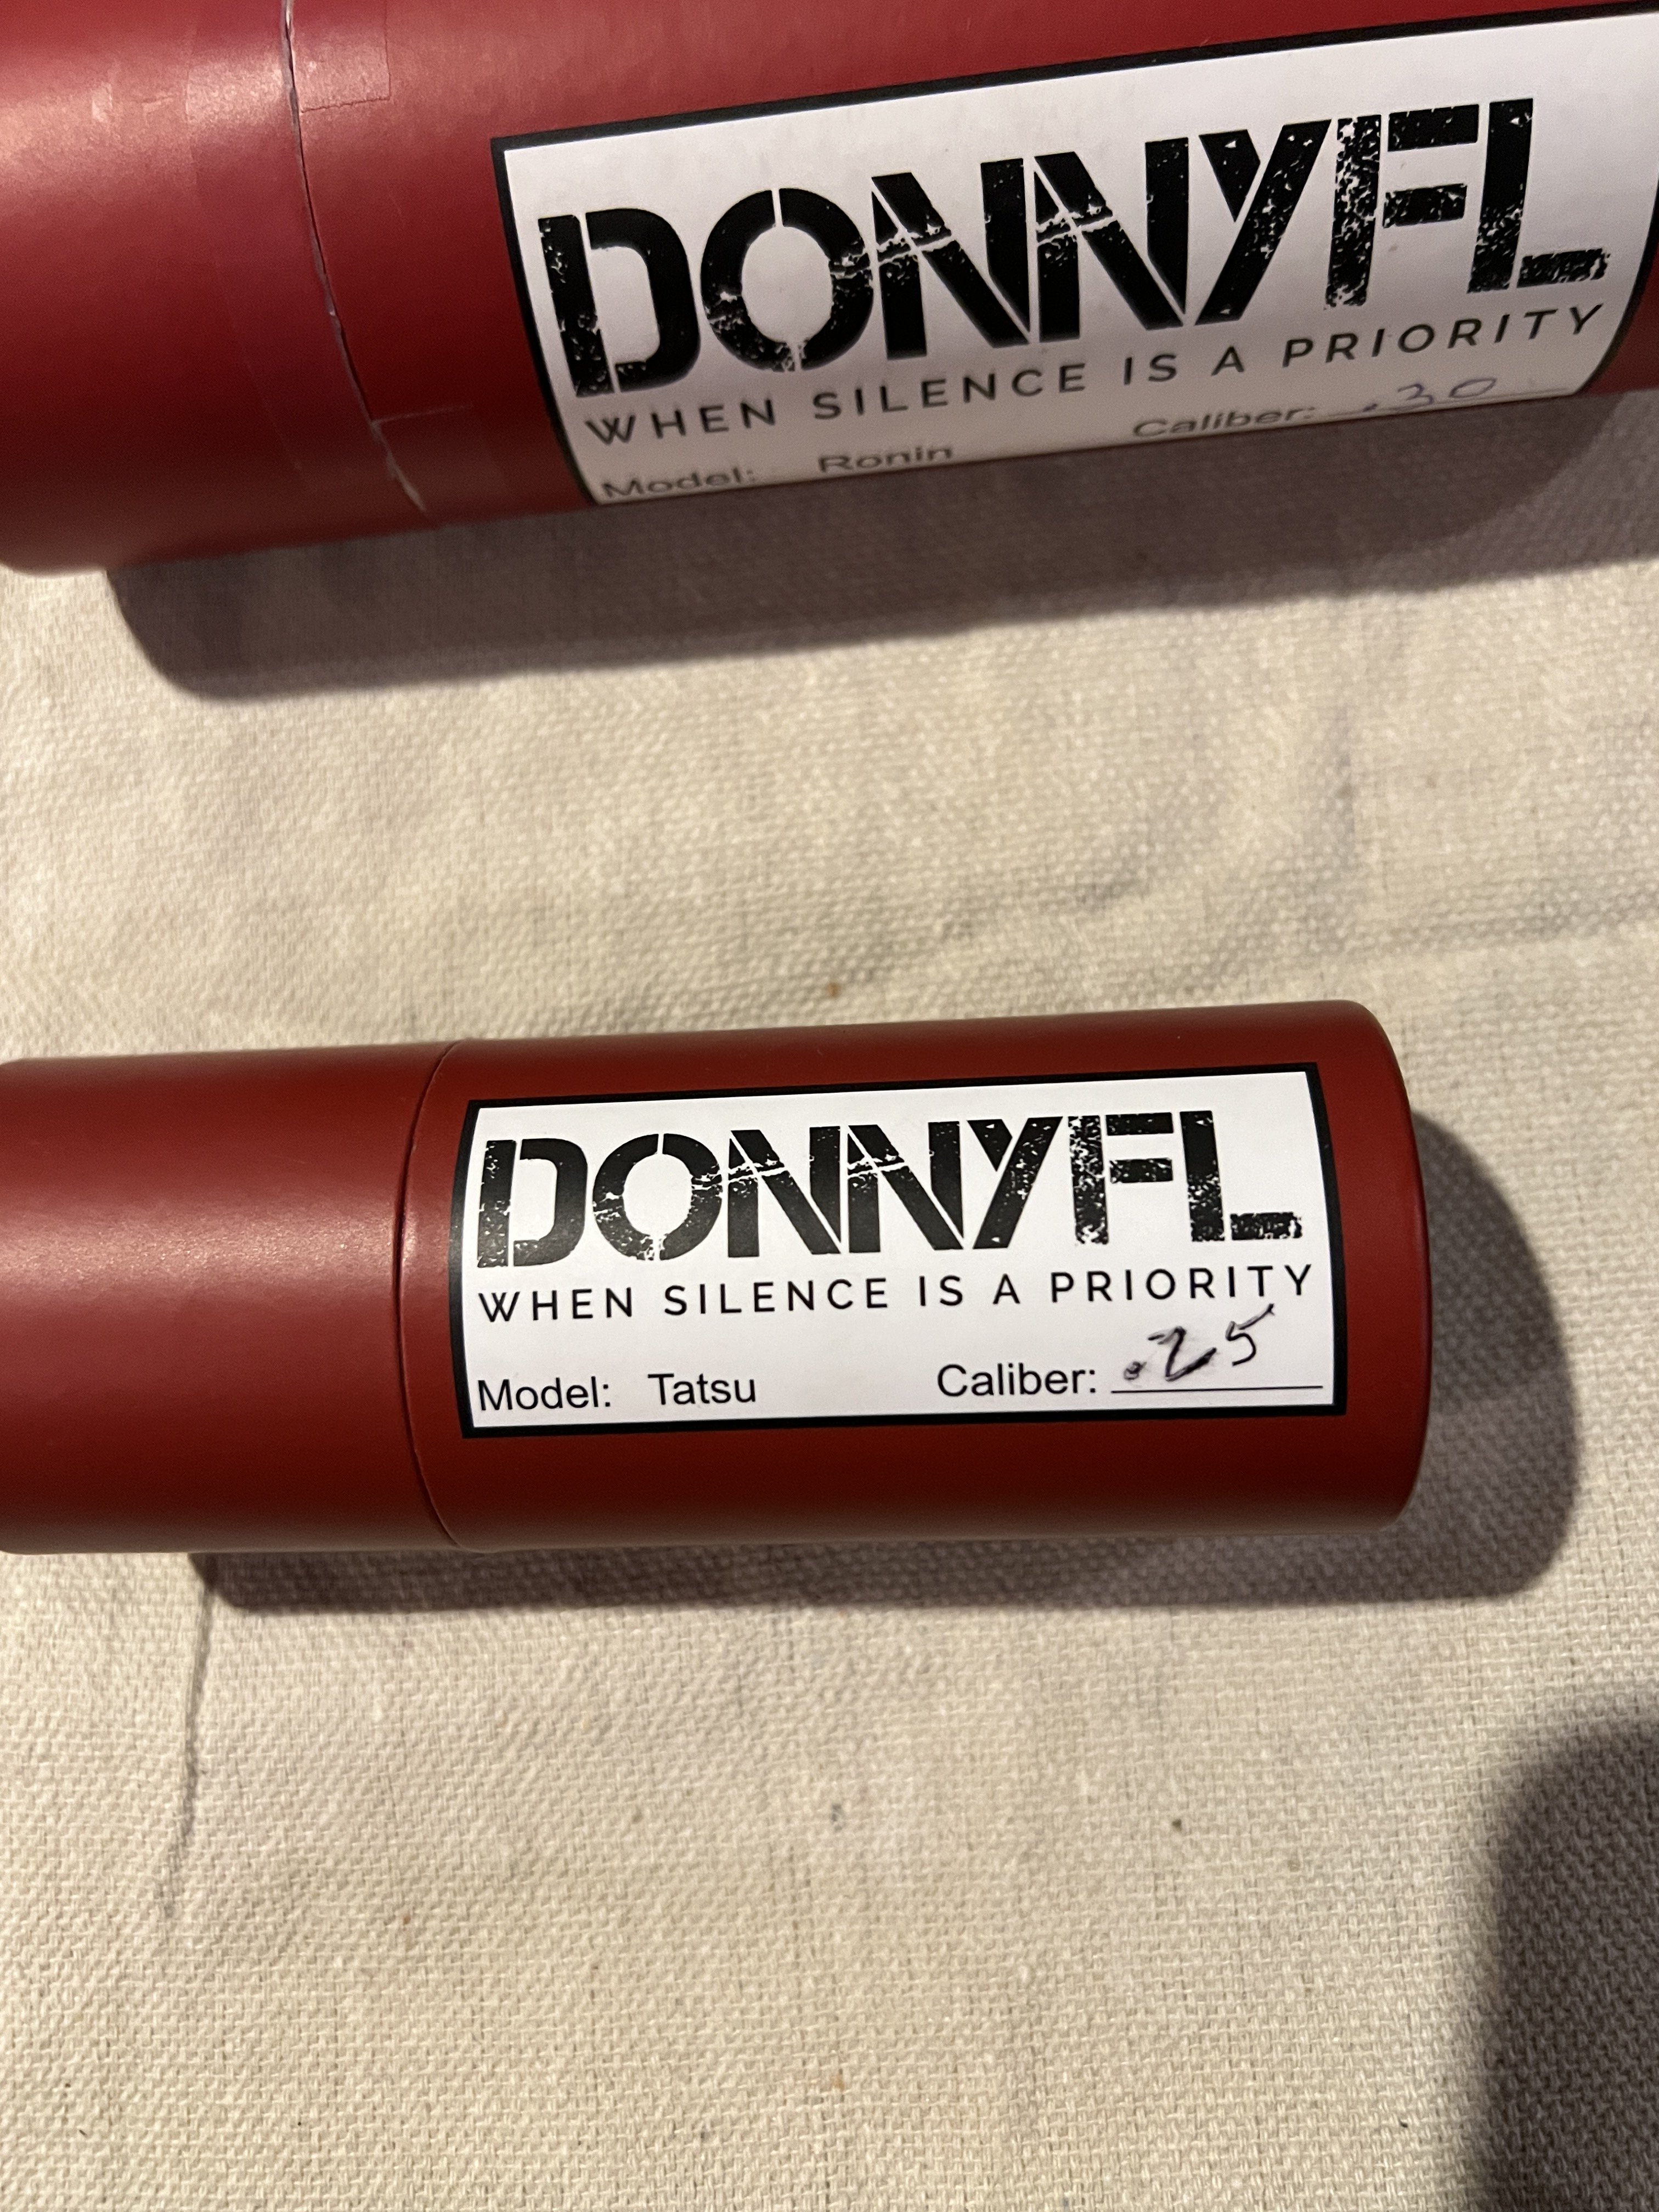 DONNYFL
WHEN SILENCE IS A PRIORITY
Model: Ronin Caliber: .30
DONNYFL
WHEN SILENCE IS A PRIORITY
Model: Tatsu Caliber: .25